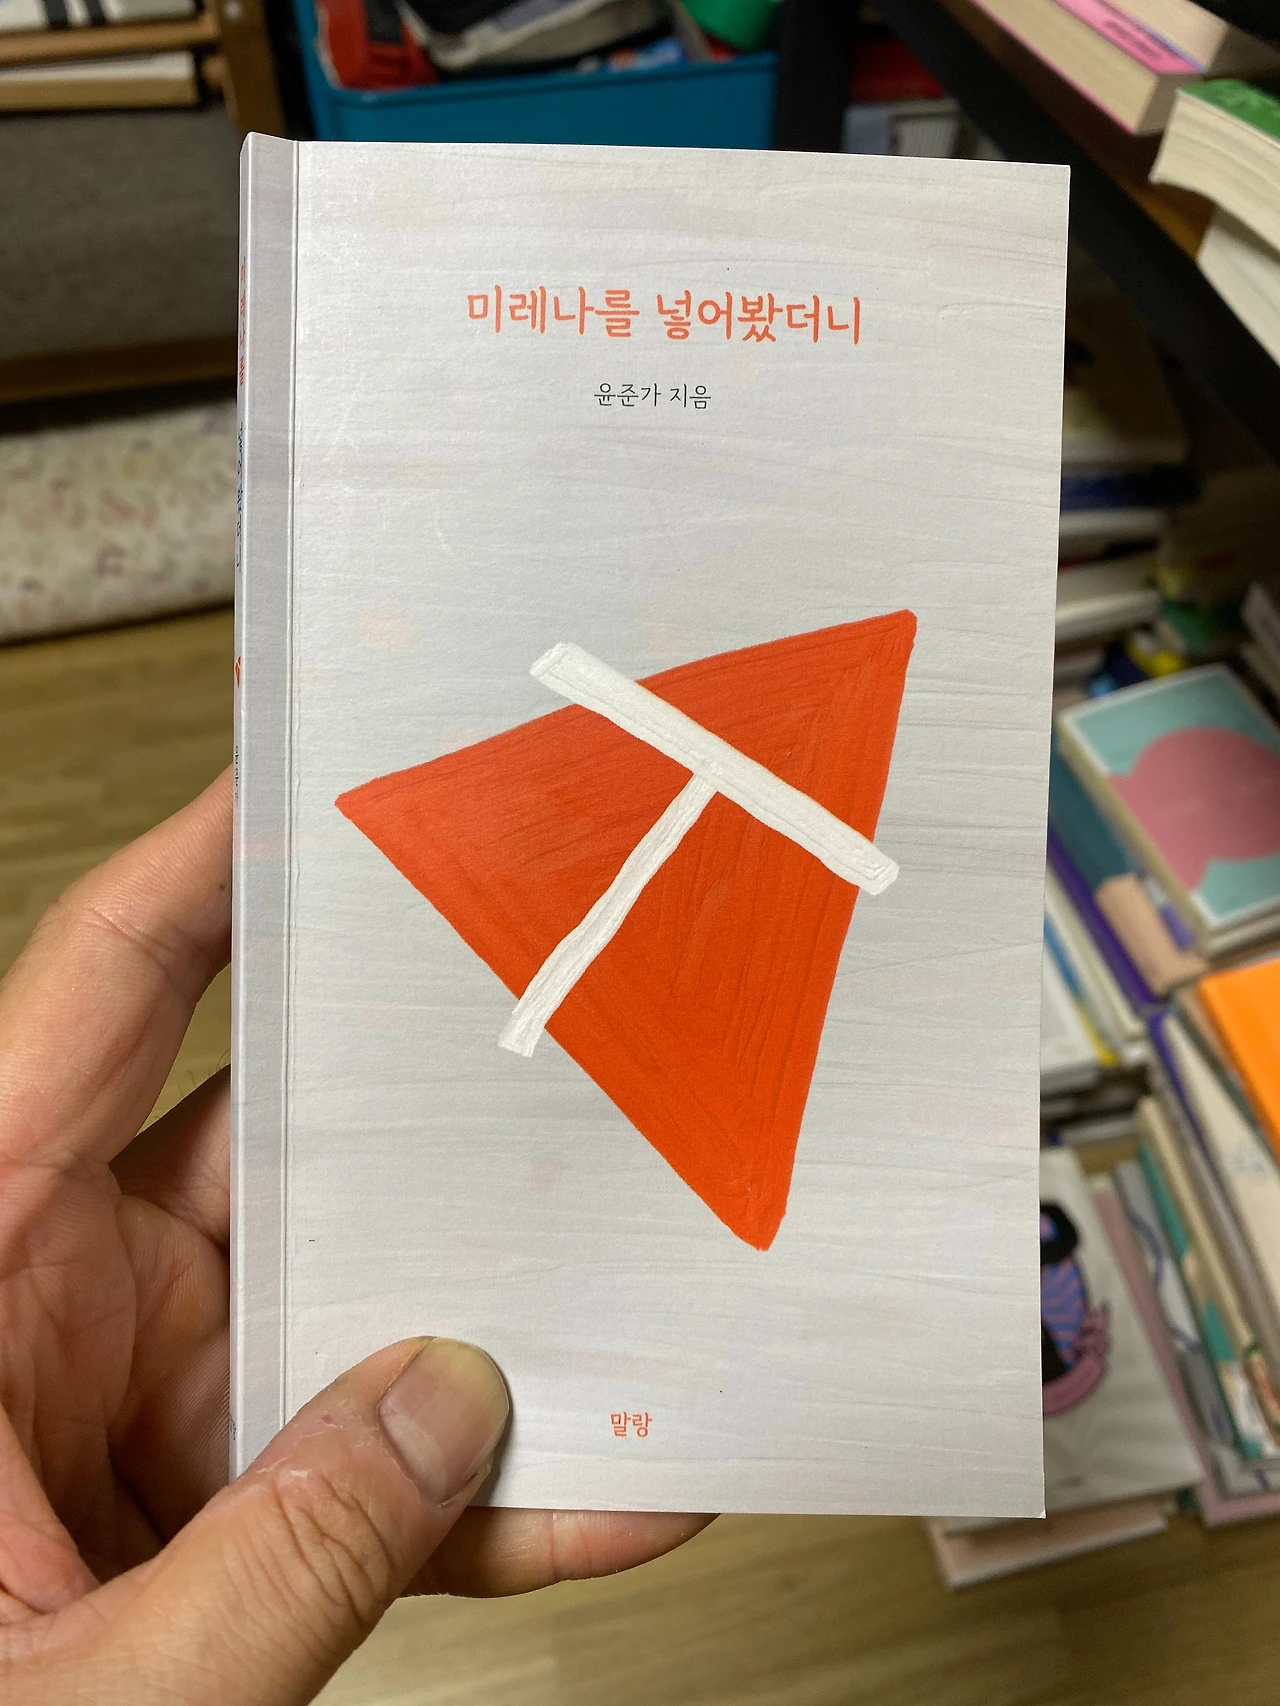 미레나를 넣어봤더니
윤준가 지음
말랑